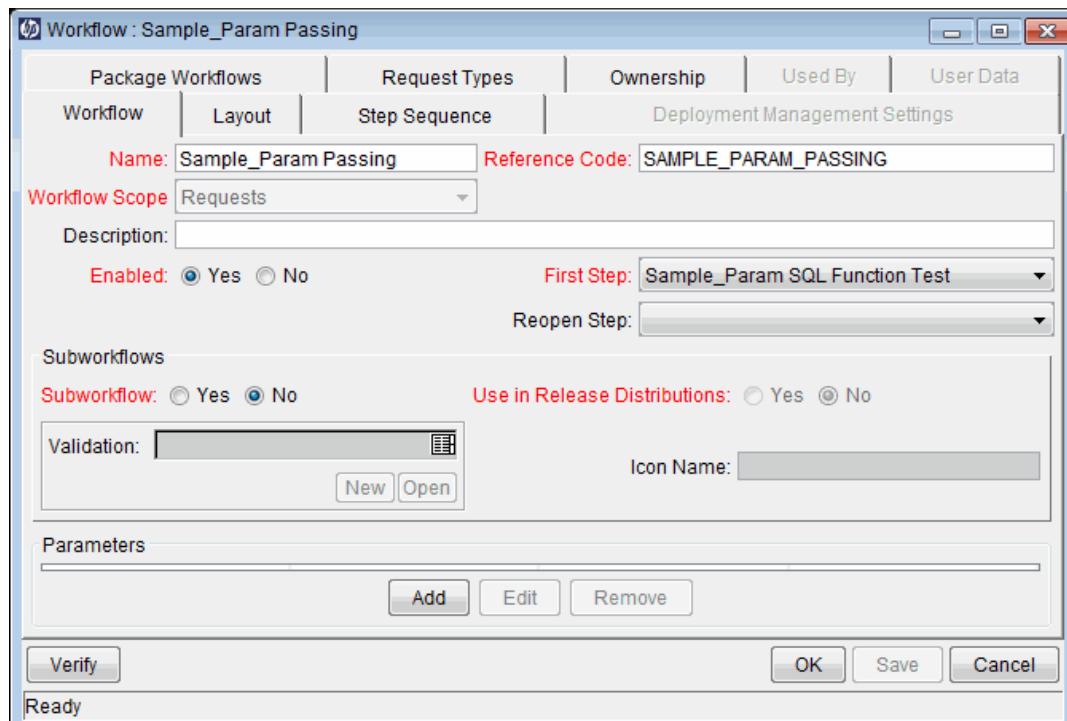 hp Workflow : Sample_Param Passing
Package Workflows Request Types Ownership Used By User Data
Workflow Layout Step Sequence Deployment Management Settings
Name: Sample_Param Passing Reference Code: SAMPLE_PARAM_PASSING
Workflow Scope Requests
Description:
Enabled: Yes No First Step: Sample_Param SQL Function Test
Reopen Step:
Subworkflows
Subworkflow: Yes No Use in Release Distributions: Yes No
Validation:
Icon Name:
New Open
Parameters
Add Edit Remove
Verify OK Save Cancel
Ready